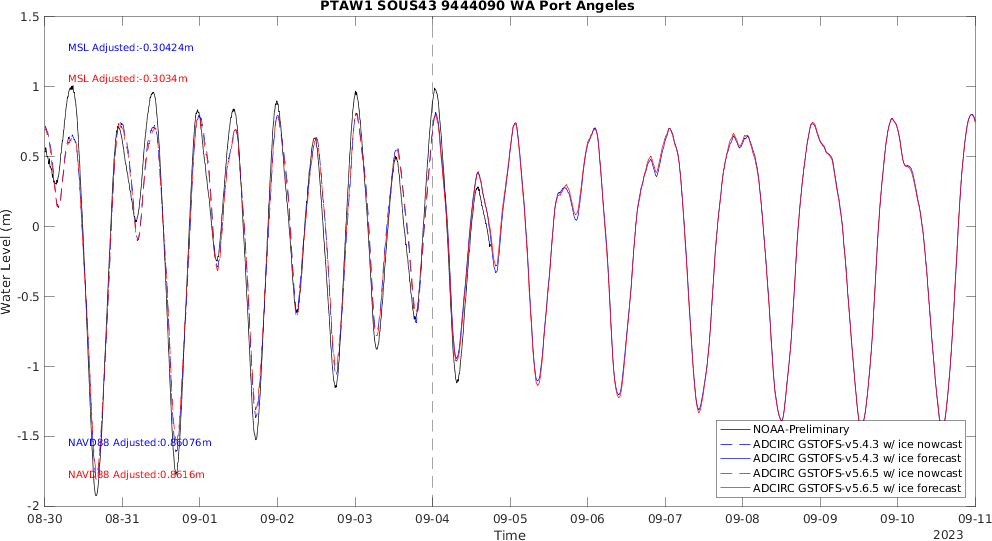 PTAW1 SOUS43 9444090 WA Port Angeles
1.5
1
0.5
0
-0.5
-1
-1.5
-2
Water Level (m)
MSL Adjusted:-0.30424m
MSL Adjusted:-0.3034m
NAVD88 Adjusted:0.86076m
NAVD88 Adjusted:0.8616m
NOAA-Preliminary
ADCIRC GSTOFS-v5.4.3 w/ ice nowcast
ADCIRC GSTOFS-v5.4.3 w/ ice forecast
ADCIRC GSTOFS-v5.6.5 w/ ice nowcast
ADCIRC GSTOFS-v5.6.5 w/ ice forecast
08-30 08-31 09-01 09-02 09-03 09-04 09-05 09-06 09-07 09-08 09-09 09-10 09-11
Time
2023